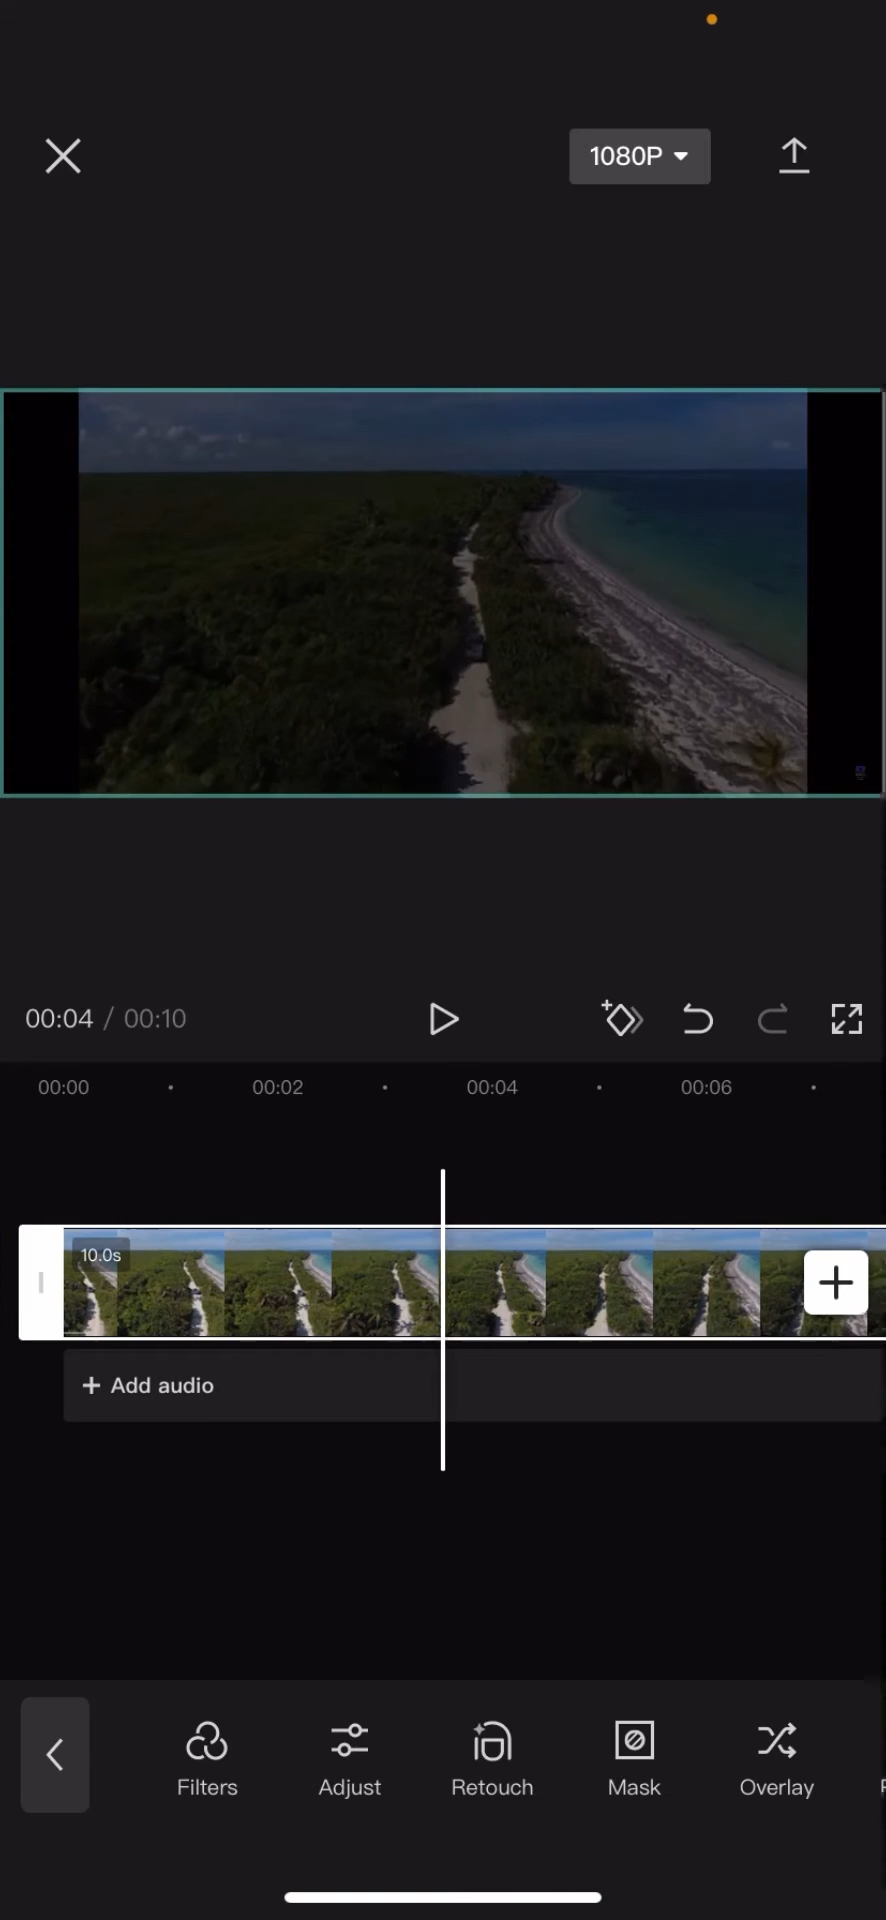 1080P
00:04 / 00:10
00:00 00:02 00:04 00:06
10.0s
+ Add audio
Filters Adjust Retouch Mask Overlay